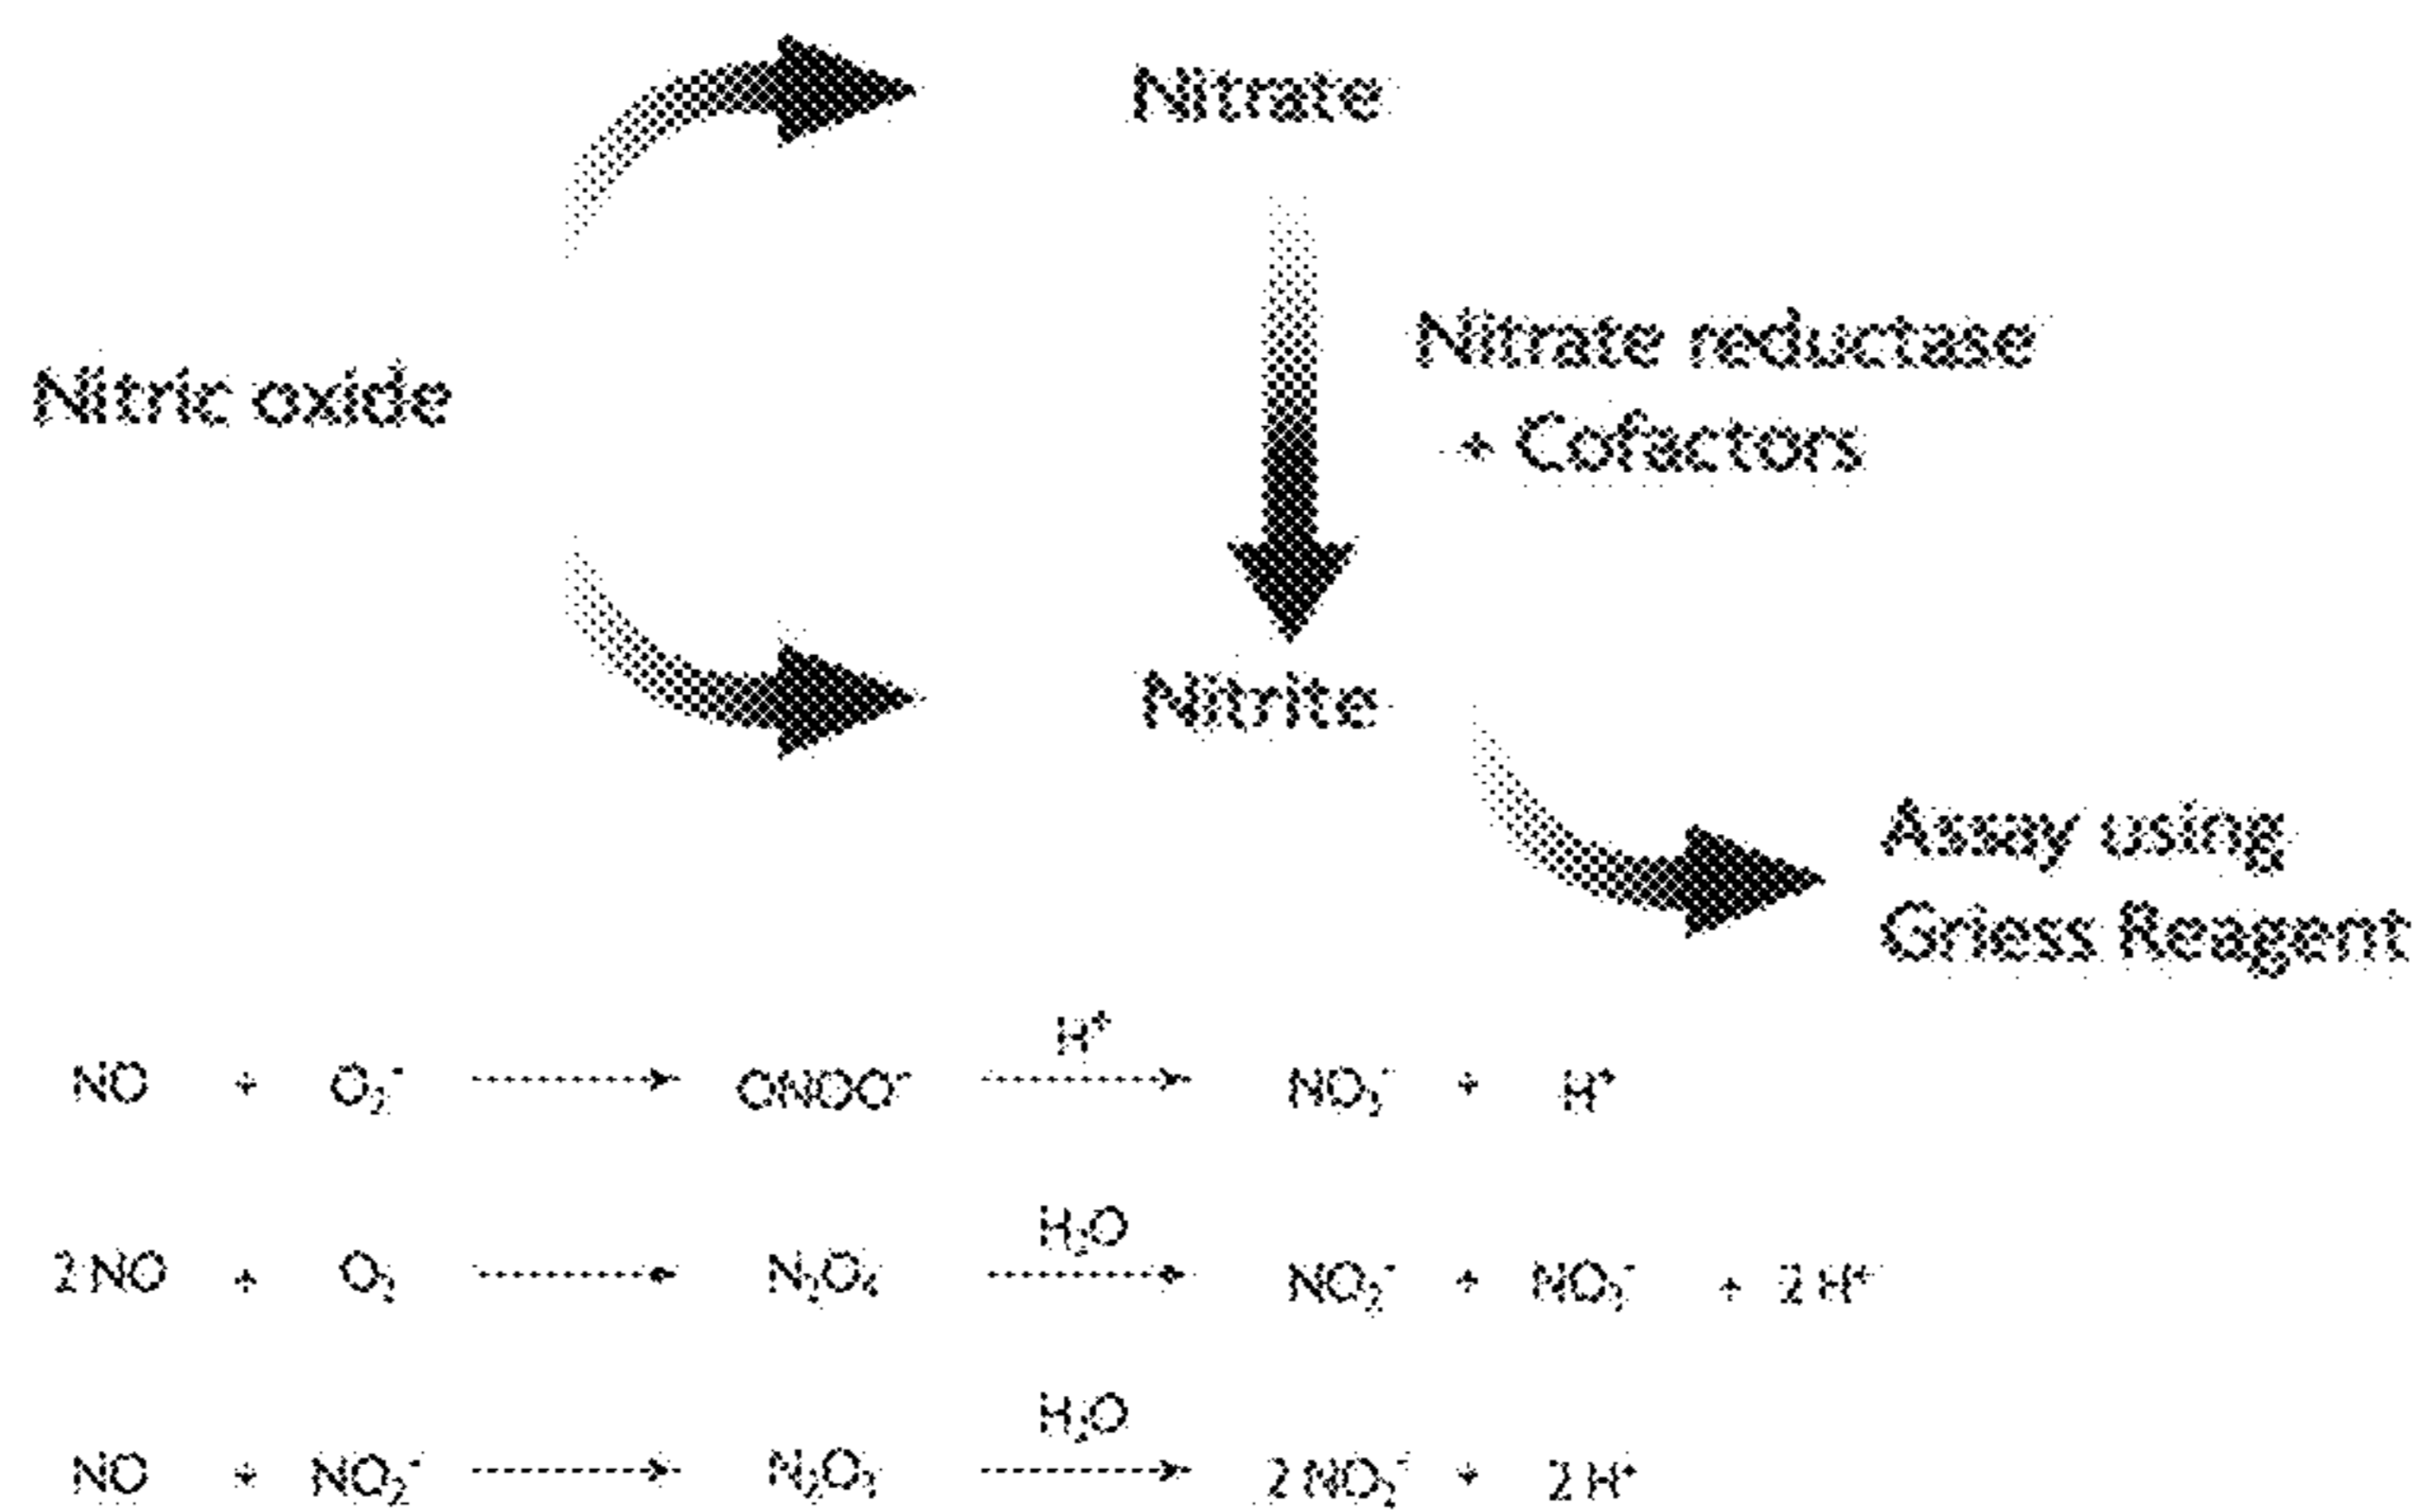 Nitrate
Nitrate reductase
+ Cofactors
Nitric oxide
Nitrite
Assay using
Griess Reagent
H⁺
NO + O₂⁻ ONOO⁻ NO₃⁻ + H⁺
H₂O
2 NO + O₂ N₂O₄ NO₂⁻ + NO₃⁻ + 2 H⁺
H₂O
NO + NO₂⁻ N₂O₃ 2 NO₂⁻ + 2 H⁺